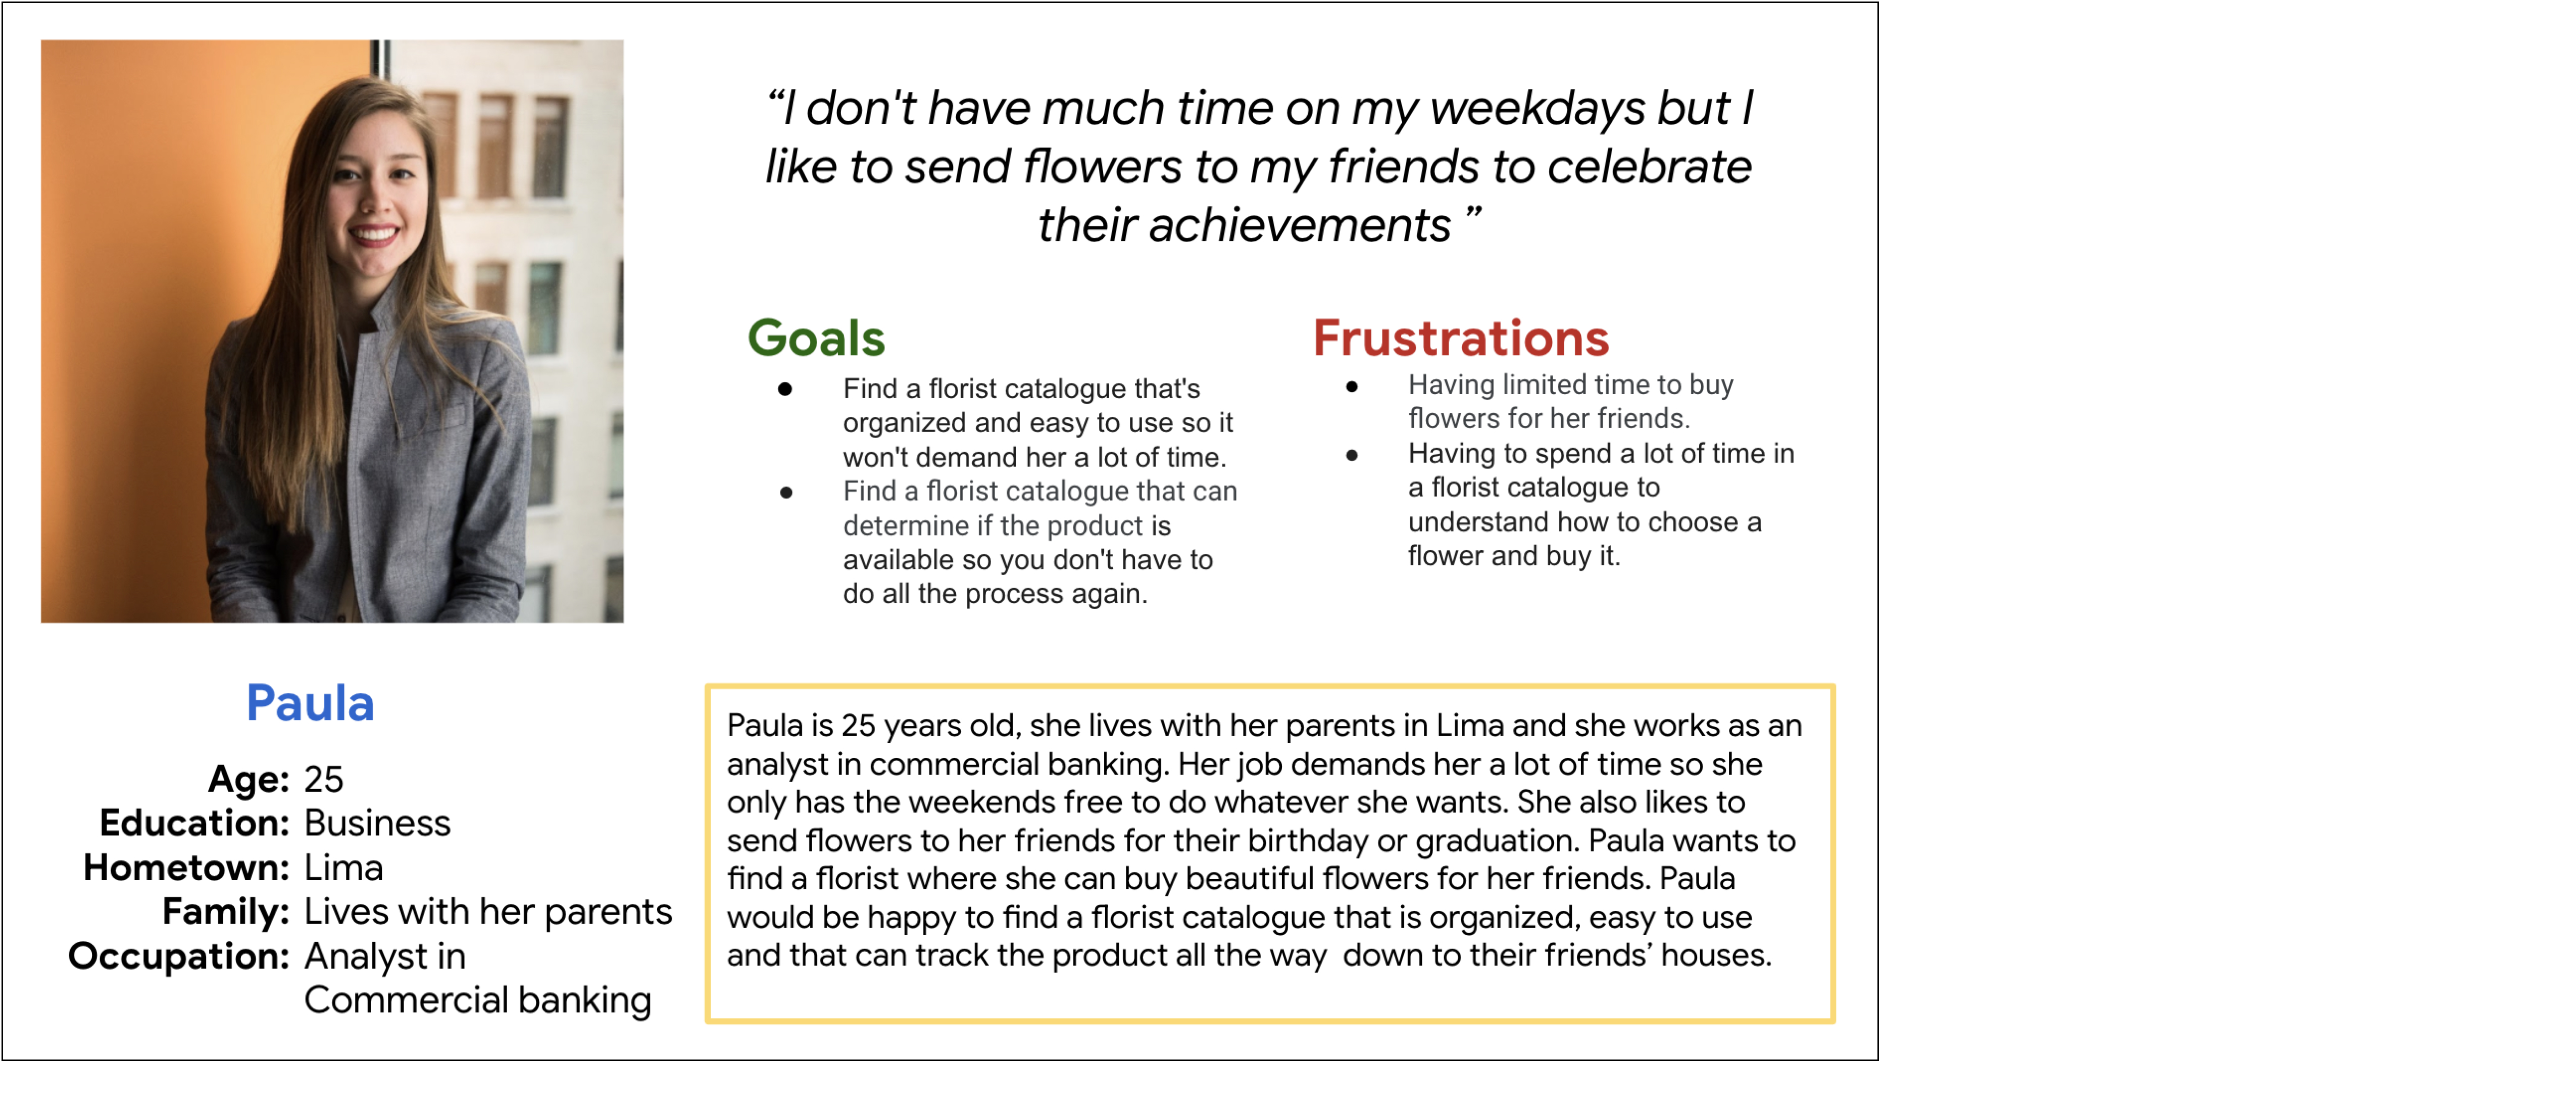 “I don't have much time on my weekdays but I
like to send flowers to my friends to celebrate
their achievements ”
Goals
● Find a florist catalogue that's
organized and easy to use so it
won't demand her a lot of time.
● Find a florist catalogue that can
determine if the product is
available so you don't have to
do all the process again.
Frustrations
● Having limited time to buy
flowers for her friends.
● Having to spend a lot of time in
a florist catalogue to
understand how to choose a
flower and buy it.
Paula
Age: 25
Education: Business
Hometown: Lima
Family: Lives with her parents
Occupation: Analyst in
Commercial banking
Paula is 25 years old, she lives with her parents in Lima and she works as an
analyst in commercial banking. Her job demands her a lot of time so she
only has the weekends free to do whatever she wants. She also likes to
send flowers to her friends for their birthday or graduation. Paula wants to
find a florist where she can buy beautiful flowers for her friends. Paula
would be happy to find a florist catalogue that is organized, easy to use
and that can track the product all the way  down to their friends’ houses.